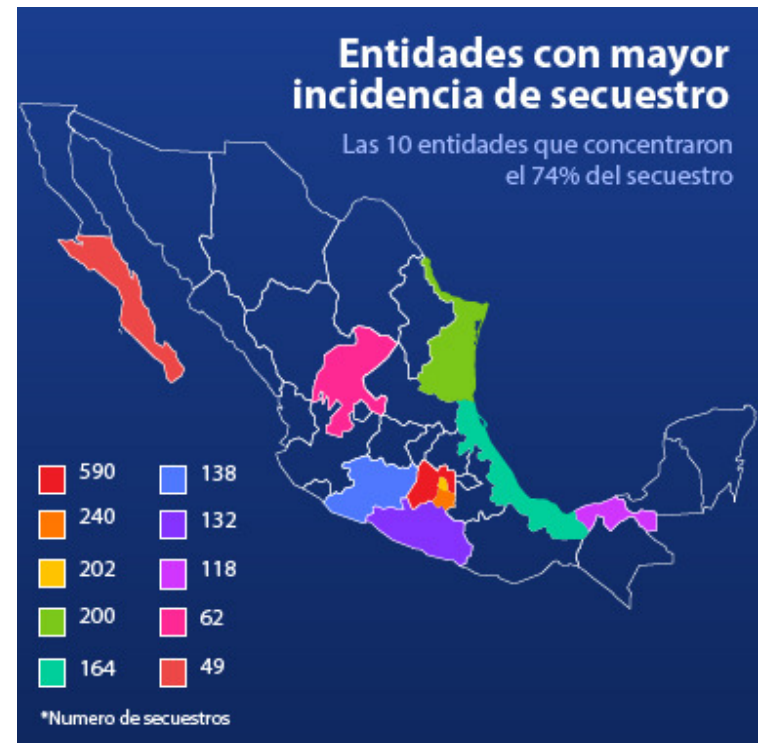 Entidades con mayor
incidencia de secuestro
Las 10 entidades que concentraron
el 74% del secuestro
590
240
202
200
164
138
132
118
62
49
*Numero de secuestros